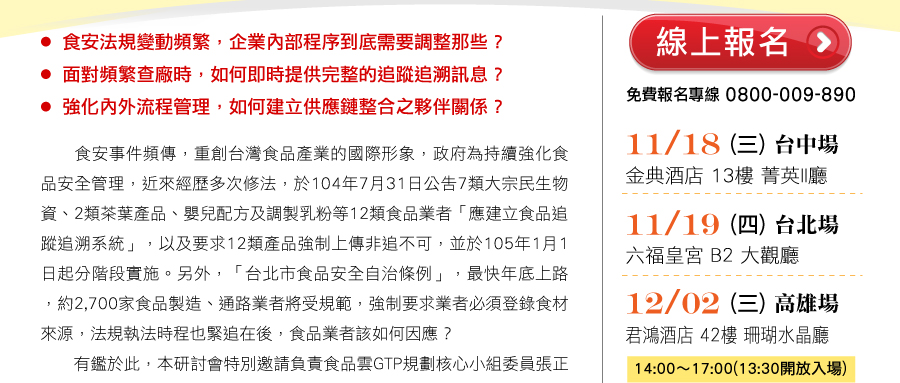 ● 食安法規變動頻繁，企業內部程序到底需要調整那些？
● 面對頻繁查廠時，如何即時提供完整的追蹤追溯訊息？
● 強化內外流程管理，如何建立供應鏈整合之夥伴關係？
食安事件頻傳，重創台灣食品產業的國際形象，政府為持續強化食
品安全管理，近來經歷多次修法，於104年7月31日公告7類大宗民生物
資、2類茶葉產品、嬰兒配方及調製乳粉等12類食品業者「應建立食品追
蹤追溯系統」，以及要求12類產品強制上傳非追不可，並於105年1月1
日起分階段實施。另外，「台北市食品安全自治條例」，最快年底上路
，約2,700家食品製造、通路業者將受規範，強制要求業者必須登錄食材
來源，法規執法時程也緊追在後，食品業者該如何因應？
有鑑於此，本研討會特別邀請負責食品雲GTP規劃核心小組委員張正
線上報名
免費報名專線 0800-009-890
11/18 (三) 台中場
金典酒店 13樓 菁英II廳
11/19 (四) 台北場
六福皇宮 B2 大觀廳
12/02 (三) 高雄場
君鴻酒店 42樓 珊瑚水晶廳
14:00～17:00(13:30開放入場)